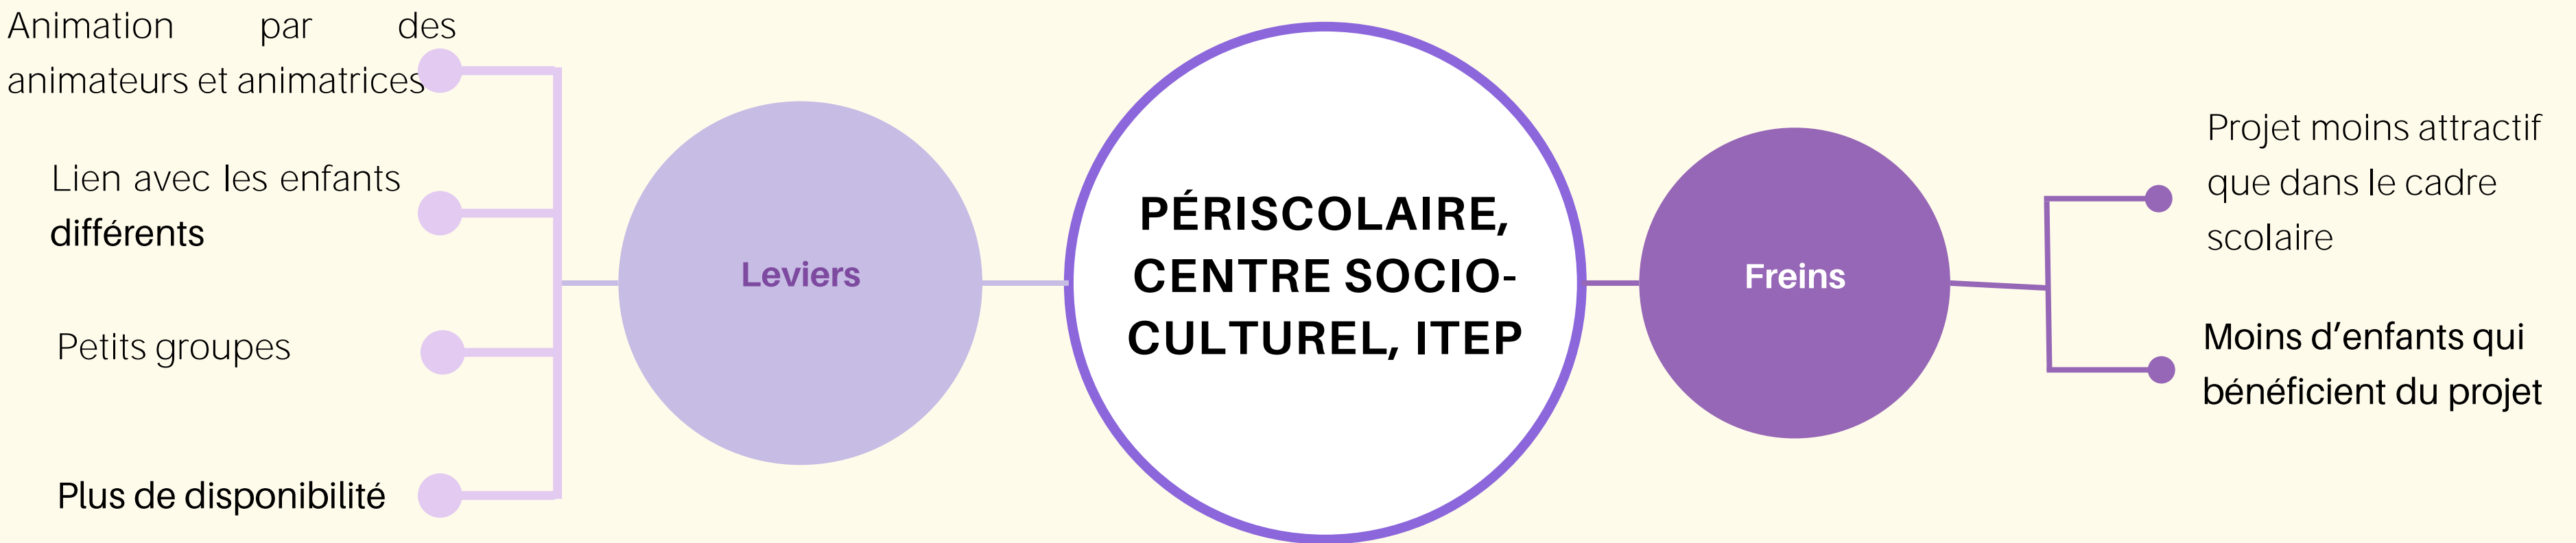 Animation par des
animateurs et animatrices
Lien avec les enfants
différents
Petits groupes
Plus de disponibilité
Leviers
PÉRISCOLAIRE,
CENTRE SOCIO-
CULTUREL, ITEP
Freins
Projet moins attractif
que dans le cadre
scolaire
Moins d’enfants qui
bénéficient du projet